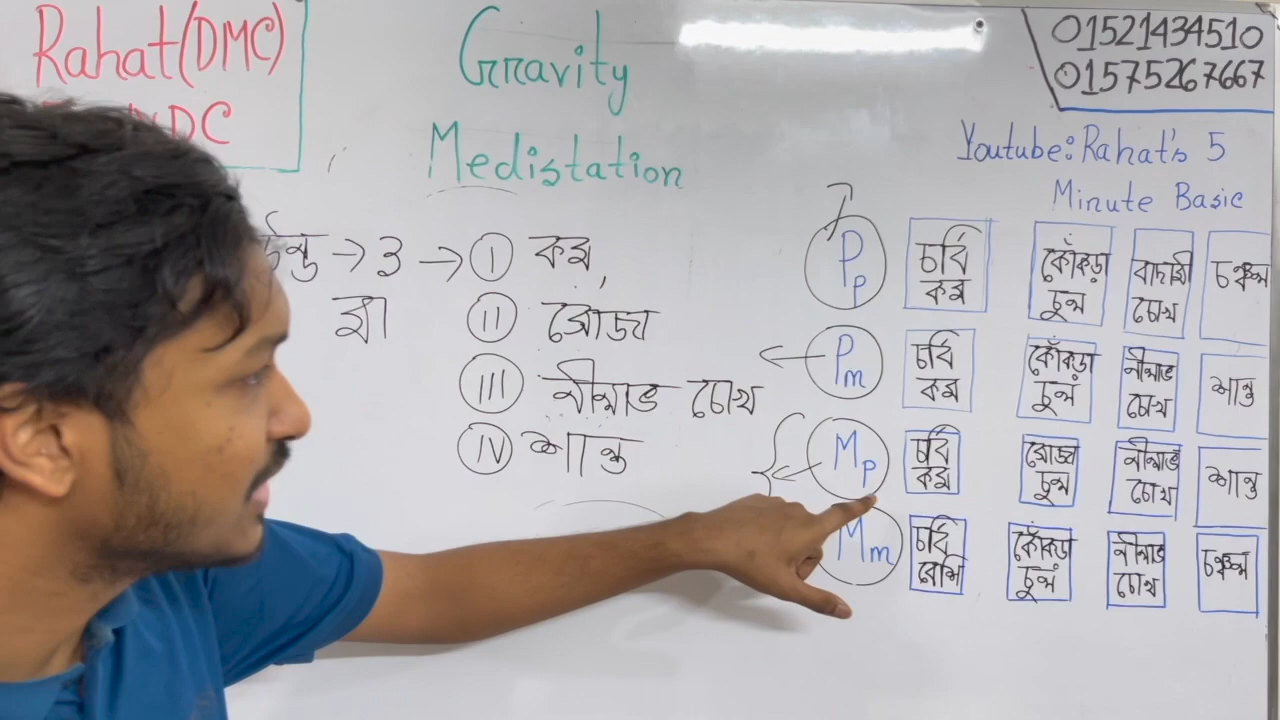 Rahat(DMC)
DC
Gravity
Medistation
01521434510
01575267667
Youtube: Rahat's 5
Minute Basic
→ 3 → I কম,
II সোজা
III নীলাভ চোখ
IV শান্ত
Pp চর্বি কম কোঁকড়া চুল বাদামী চোখ চঞ্চল
Pm চর্বি কম কোঁকড়া চুল নীলাভ চোখ শান্ত
Mp চর্বি কম সোজা চুল নীলাভ চোখ শান্ত
Mm চর্বি বেশি কোঁকড়া চুল নীলাভ চোখ চঞ্চল